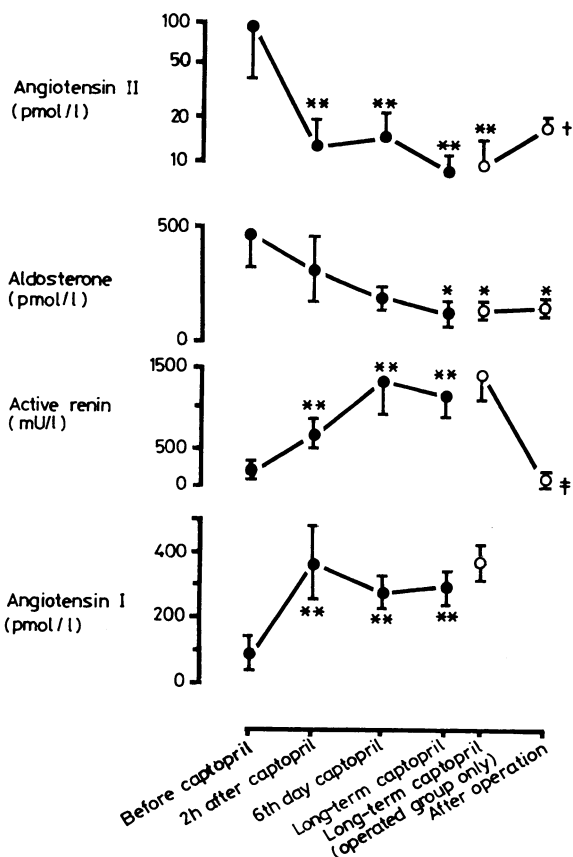 100
50
Angiotensin II
(pmol/l)
20
10
** ** ** ** †
500
Aldosterone
(pmol/l)
0
* * *
1500
Active renin
(mU/l)
500
0
** ** ** ‡
400
Angiotensin I
(pmol/l)
200
0
** ** **
Before captopril
2h after captopril
6th day captopril
Long-term captopril
Long-term captopril
(operated group only)
After operation